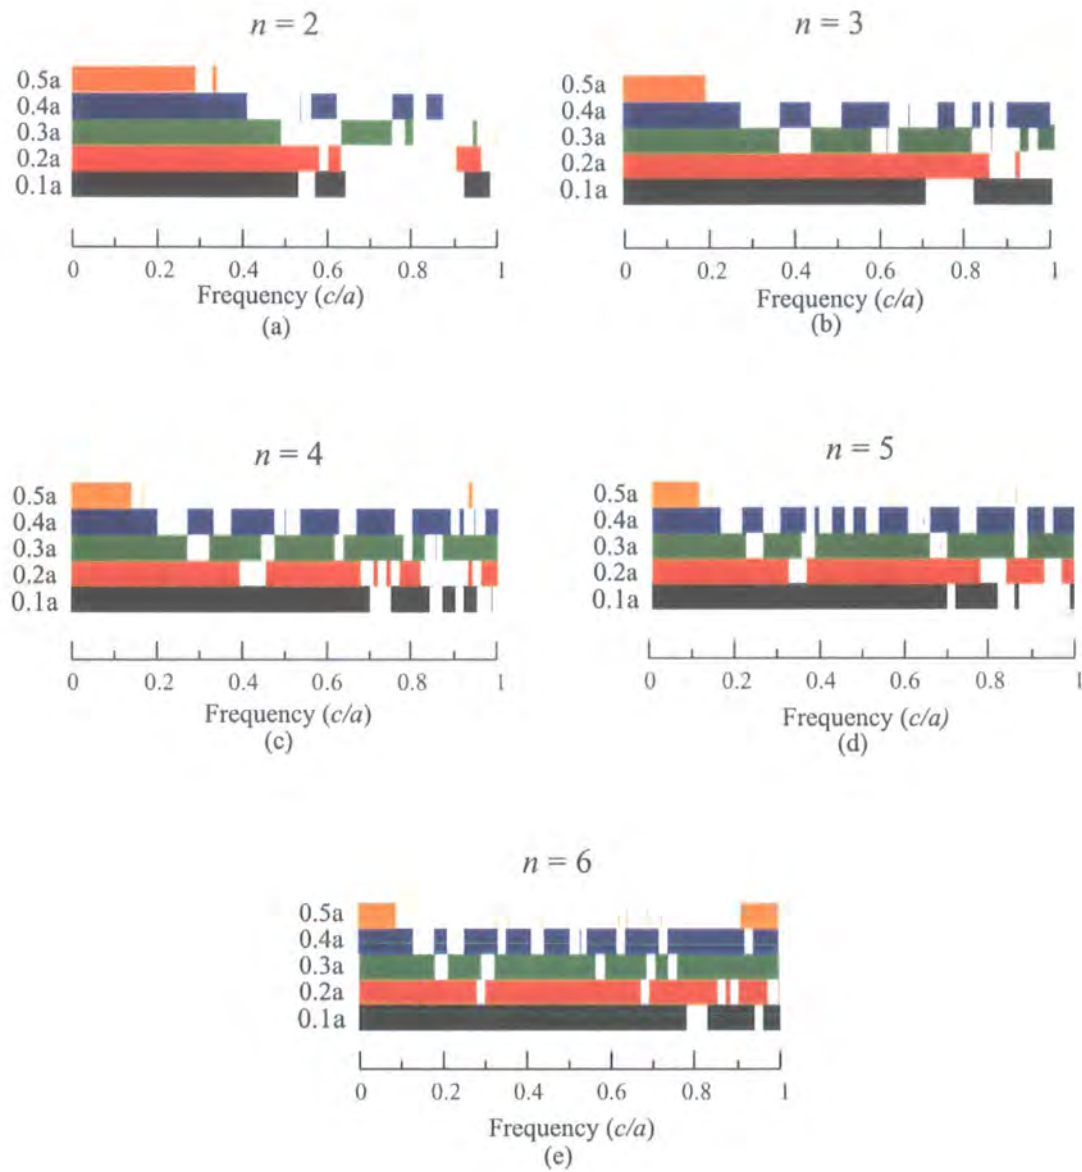 n = 2
0.5a
0.4a
0.3a
0.2a
0.1a
0 0.2 0.4 0.6 0.8 1
Frequency (c/a)
(a)
n = 3
0.5a
0.4a
0.3a
0.2a
0.1a
0 0.2 0.4 0.6 0.8 1
Frequency (c/a)
(b)
n = 4
0.5a
0.4a
0.3a
0.2a
0.1a
0 0.2 0.4 0.6 0.8 1
Frequency (c/a)
(c)
n = 5
0.5a
0.4a
0.3a
0.2a
0.1a
0 0.2 0.4 0.6 0.8 1
Frequency (c/a)
(d)
n = 6
0.5a
0.4a
0.3a
0.2a
0.1a
0 0.2 0.4 0.6 0.8 1
Frequency (c/a)
(e)